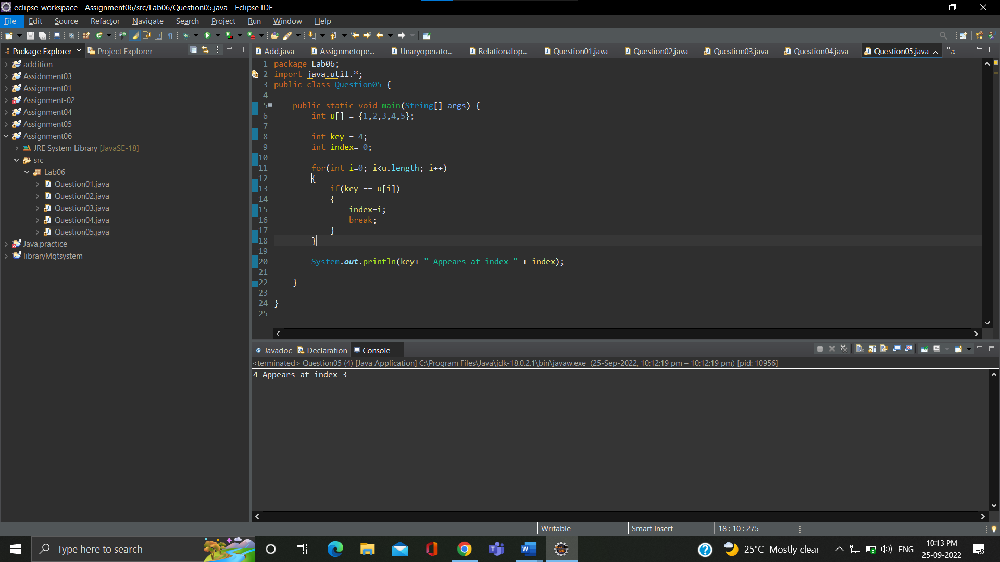 eclipse-workspace - Assignment06/src/Lab06/Question05.java - Eclipse IDE
File Edit Source Refactor Navigate Search Project Run Window Help
Package Explorer Project Explorer
addition
Assidnment03
Assignment01
Assignment-02
Assignment04
Assignment05
Assignment06
JRE System Library [JavaSE-18]
src
Lab06
Question01.java
Question02.java
Question03.java
Question04.java
Question05.java
Java.practice
libraryMgtsystem
Add.java Assignmetope... Unaryoperato... Relationalop... Question01.java Question02.java Question03.java Question04.java Question05.java »70
1 package Lab06;
2 import java.util.*;
3 public class Question05 {
4
5 public static void main(String[] args) {
6 int u[] = {1,2,3,4,5};
7
8 int key = 4;
9 int index= 0;
10
11 for(int i=0; i<u.length; i++)
12 {
13 if(key == u[i])
14 {
15 index=i;
16 break;
17 }
18 }
19
20 System.out.println(key+ " Appears at index " + index);
21
22 }
23
24 }
25
@ Javadoc Declaration Console
<terminated> Question05 (4) [Java Application] C:\Program Files\Java\jdk-18.0.2.1\bin\javaw.exe (25-Sep-2022, 10:12:19 pm – 10:12:19 pm) [pid: 10956]
4 Appears at index 3
Writable Smart Insert 18 : 10 : 275
Type here to search
25°C Mostly clear
ENG
10:13 PM
25-09-2022